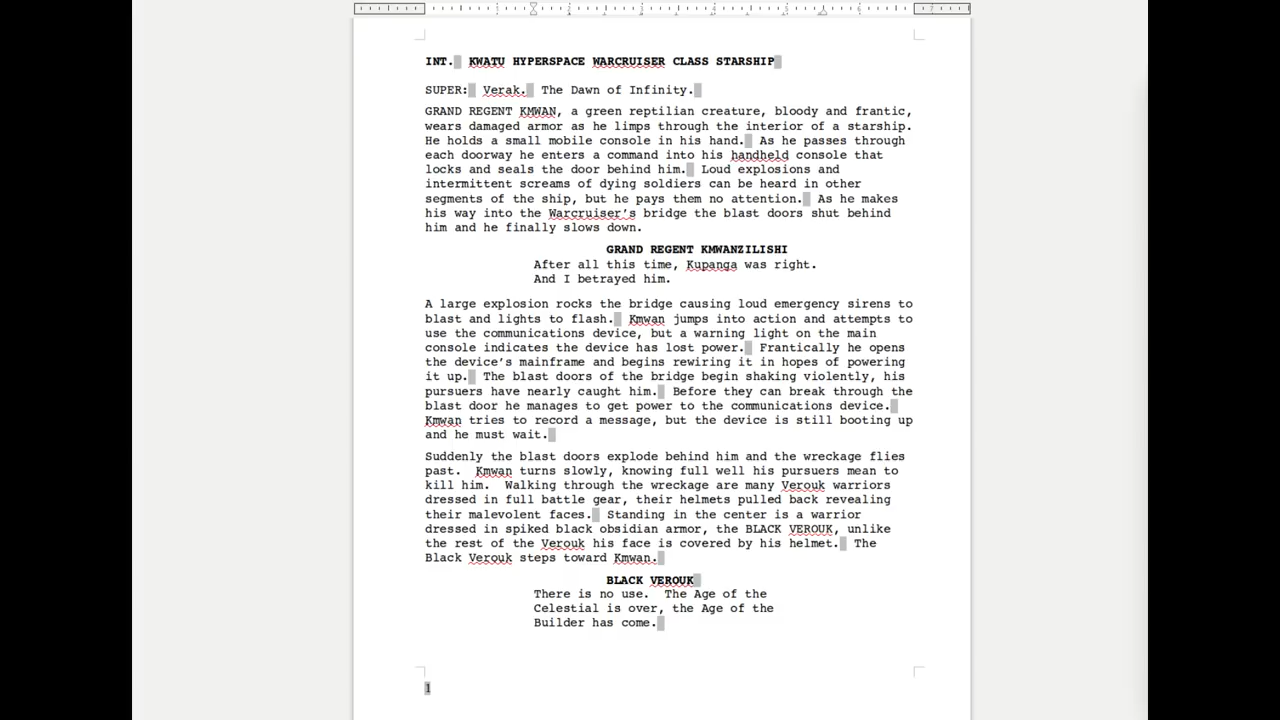 INT. KWATU HYPERSPACE WARCRUISER CLASS STARSHIP
SUPER: Verak. The Dawn of Infinity.
GRAND REGENT KMWAN, a green reptilian creature, bloody and frantic,
wears damaged armor as he limps through the interior of a starship.
He holds a small mobile console in his hand. As he passes through
each doorway he enters a command into his handheld console that
locks and seals the door behind him. Loud explosions and
intermittent screams of dying soldiers can be heard in other
segments of the ship, but he pays them no attention. As he makes
his way into the Warcruiser’s bridge the blast doors shut behind
him and he finally slows down.
GRAND REGENT KMWANZILISHI
After all this time, Kupanga was right.
And I betrayed him.
A large explosion rocks the bridge causing loud emergency sirens to
blast and lights to flash. Kmwan jumps into action and attempts to
use the communications device, but a warning light on the main
console indicates the device has lost power. Frantically he opens
the device’s mainframe and begins rewiring it in hopes of powering
it up. The blast doors of the bridge begin shaking violently, his
pursuers have nearly caught him. Before they can break through the
blast door he manages to get power to the communications device.
Kmwan tries to record a message, but the device is still booting up
and he must wait.
Suddenly the blast doors explode behind him and the wreckage flies
past. Kmwan turns slowly, knowing full well his pursuers mean to
kill him. Walking through the wreckage are many Verouk warriors
dressed in full battle gear, their helmets pulled back revealing
their malevolent faces. Standing in the center is a warrior
dressed in spiked black obsidian armor, the BLACK VEROUK, unlike
the rest of the Verouk his face is covered by his helmet. The
Black Verouk steps toward Kmwan.
BLACK VEROUK
There is no use. The Age of the
Celestial is over, the Age of the
Builder has come.
1